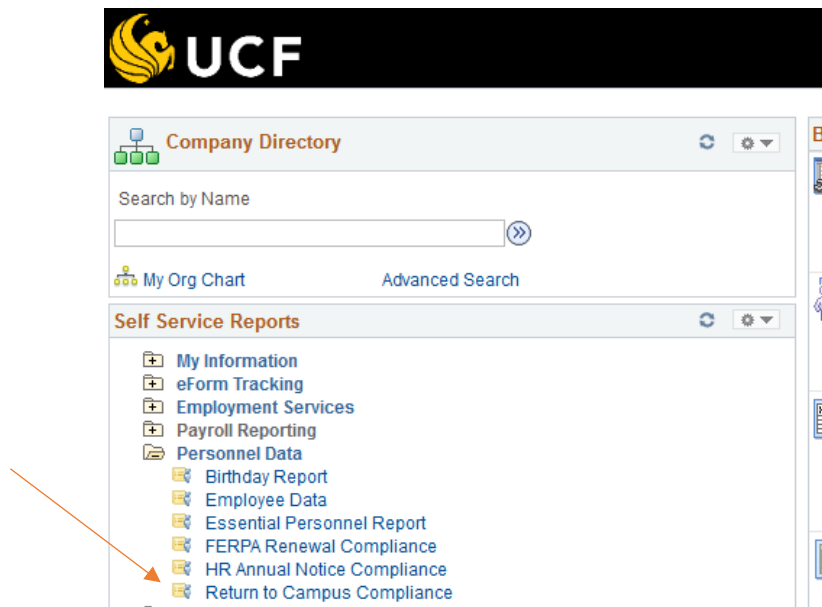 UCF
Company Directory
Search by Name
My Org Chart
Advanced Search
Self Service Reports
My Information
eForm Tracking
Employment Services
Payroll Reporting
Personnel Data
Birthday Report
Employee Data
Essential Personnel Report
FERPA Renewal Compliance
HR Annual Notice Compliance
Return to Campus Compliance